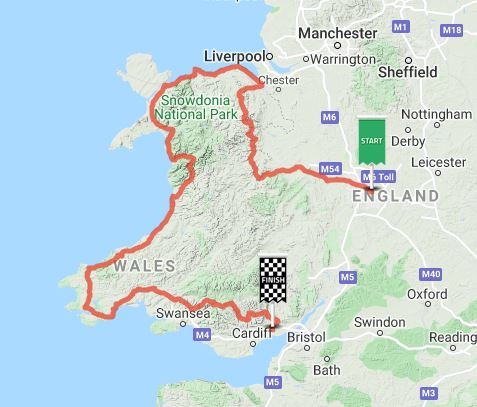 Manchester
M1
M18
Liverpool
Warrington
Sheffield
Chester
Snowdonia
National Park
M6
Nottingham
Derby
START
Leicester
M54
M6 Toll
ENGLAND
WALES
FINISH
M5
M40
Oxford
Swansea
M4
Cardiff
Bristol
Swindon
Reading
Bath
M5
M3